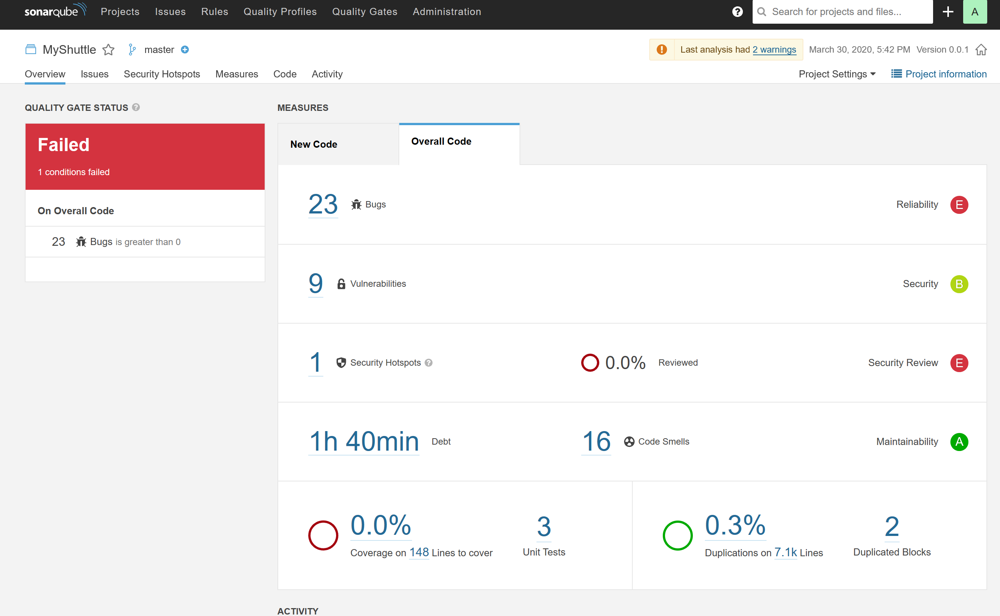 sonarqube Projects Issues Rules Quality Profiles Quality Gates Administration ? Search for projects and files... + A
MyShuttle master Last analysis had 2 warnings March 30, 2020, 5:42 PM Version 0.0.1
Overview Issues Security Hotspots Measures Code Activity Project Settings Project information
QUALITY GATE STATUS ?
Failed
1 conditions failed
On Overall Code
23 Bugs is greater than 0
MEASURES
New Code Overall Code
23 Bugs Reliability E
9 Vulnerabilities Security B
1 Security Hotspots ? 0.0% Reviewed Security Review E
1h 40min Debt 16 Code Smells Maintainability A
0.0%
Coverage on 148 Lines to cover
3
Unit Tests
0.3%
Duplications on 7.1k Lines
2
Duplicated Blocks
ACTIVITY